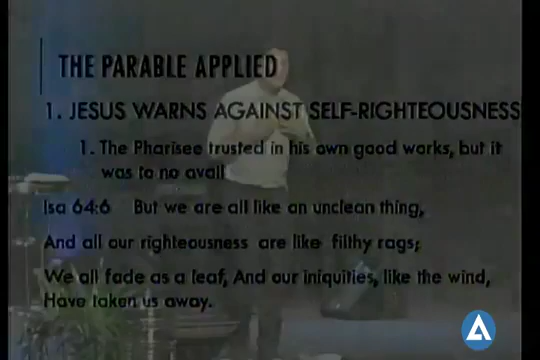 THE PARABLE APPLIED
1. JESUS WARNS AGAINST SELF-RIGHTEOUSNESS
1. The Pharisee trusted in his own good works, but it
was to no avail
Isa 64:6 But we are all like an unclean thing,
And all our righteousness are like filthy rags;
We all fade as a leaf, And our iniquities, like the wind,
Have taken us away.